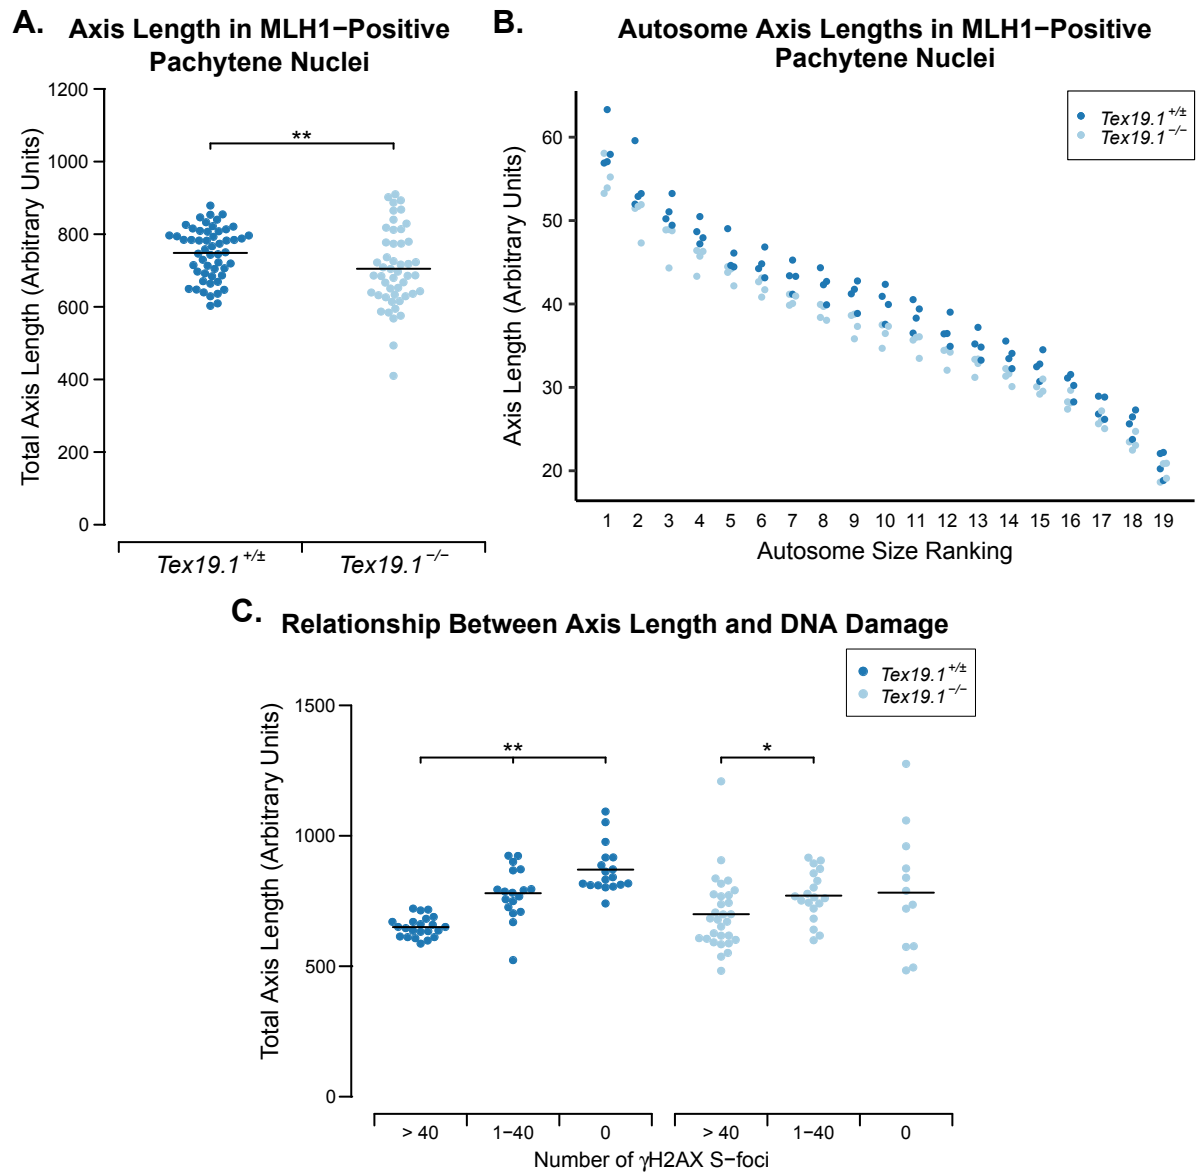 A.
Axis Length in MLH1−Positive
Pachytene Nuclei
Total Axis Length (Arbitrary Units)
1200
1000
800
600
400
200
0
**
Tex19.1+/± Tex19.1−/−
B.
Autosome Axis Lengths in MLH1−Positive
Pachytene Nuclei
Tex19.1+/±
Tex19.1−/−
Axis Length (Arbitrary Units)
60
50
40
30
20
1 2 3 4 5 6 7 8 9 10 11 12 13 14 15 16 17 18 19
Autosome Size Ranking
C.
Relationship Between Axis Length and DNA Damage
Tex19.1+/±
Tex19.1−/−
Total Axis Length (Arbitrary Units)
1500
1000
500
0
** *
> 40 1−40 0 > 40 1−40 0
Number of γH2AX S−foci